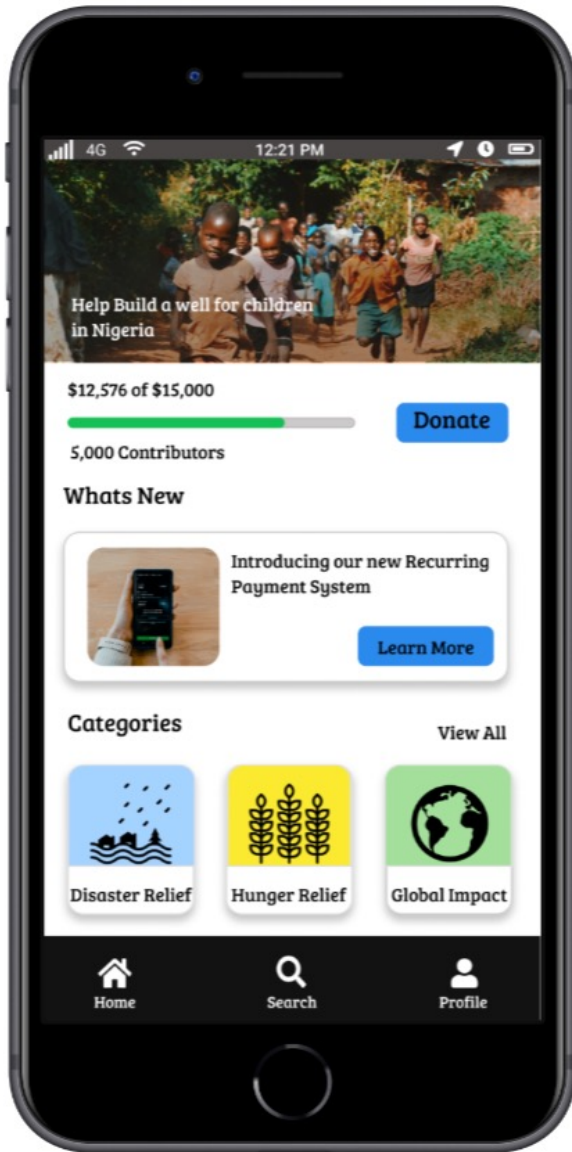 4G
12:21 PM
Help Build a well for children
in Nigeria
$12,576 of $15,000
Donate
5,000 Contributors
Whats New
Introducing our new Recurring
Payment System
Learn More
Categories
View All
Disaster Relief
Hunger Relief
Global Impact
Home
Search
Profile